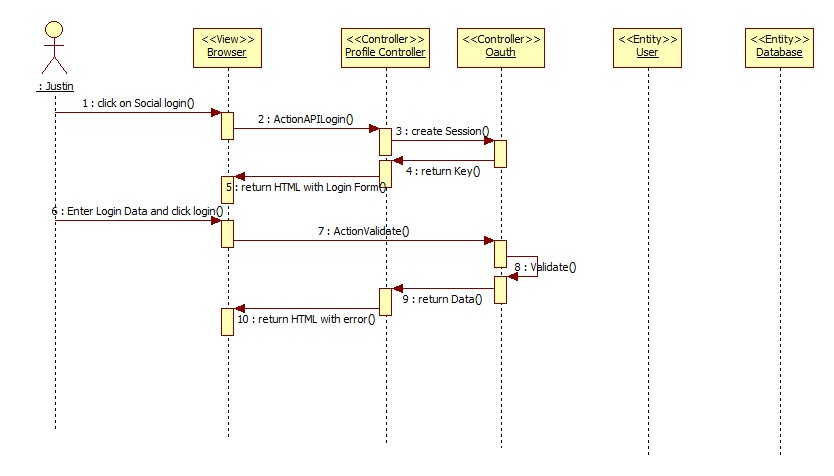 <<View>>
Browser
<<Controller>>
Profile Controller
<<Controller>>
Oauth
<<Entity>>
User
<<Entity>>
Database
: Justin
1 : click on Social login()
2 : ActionAPILogin()
3 : create Session()
4 : return Key()
5 : return HTML with Login Form()
6 : Enter Login Data and click login()
7 : ActionValidate()
8 : Validate()
9 : return Data()
10 : return HTML with error()